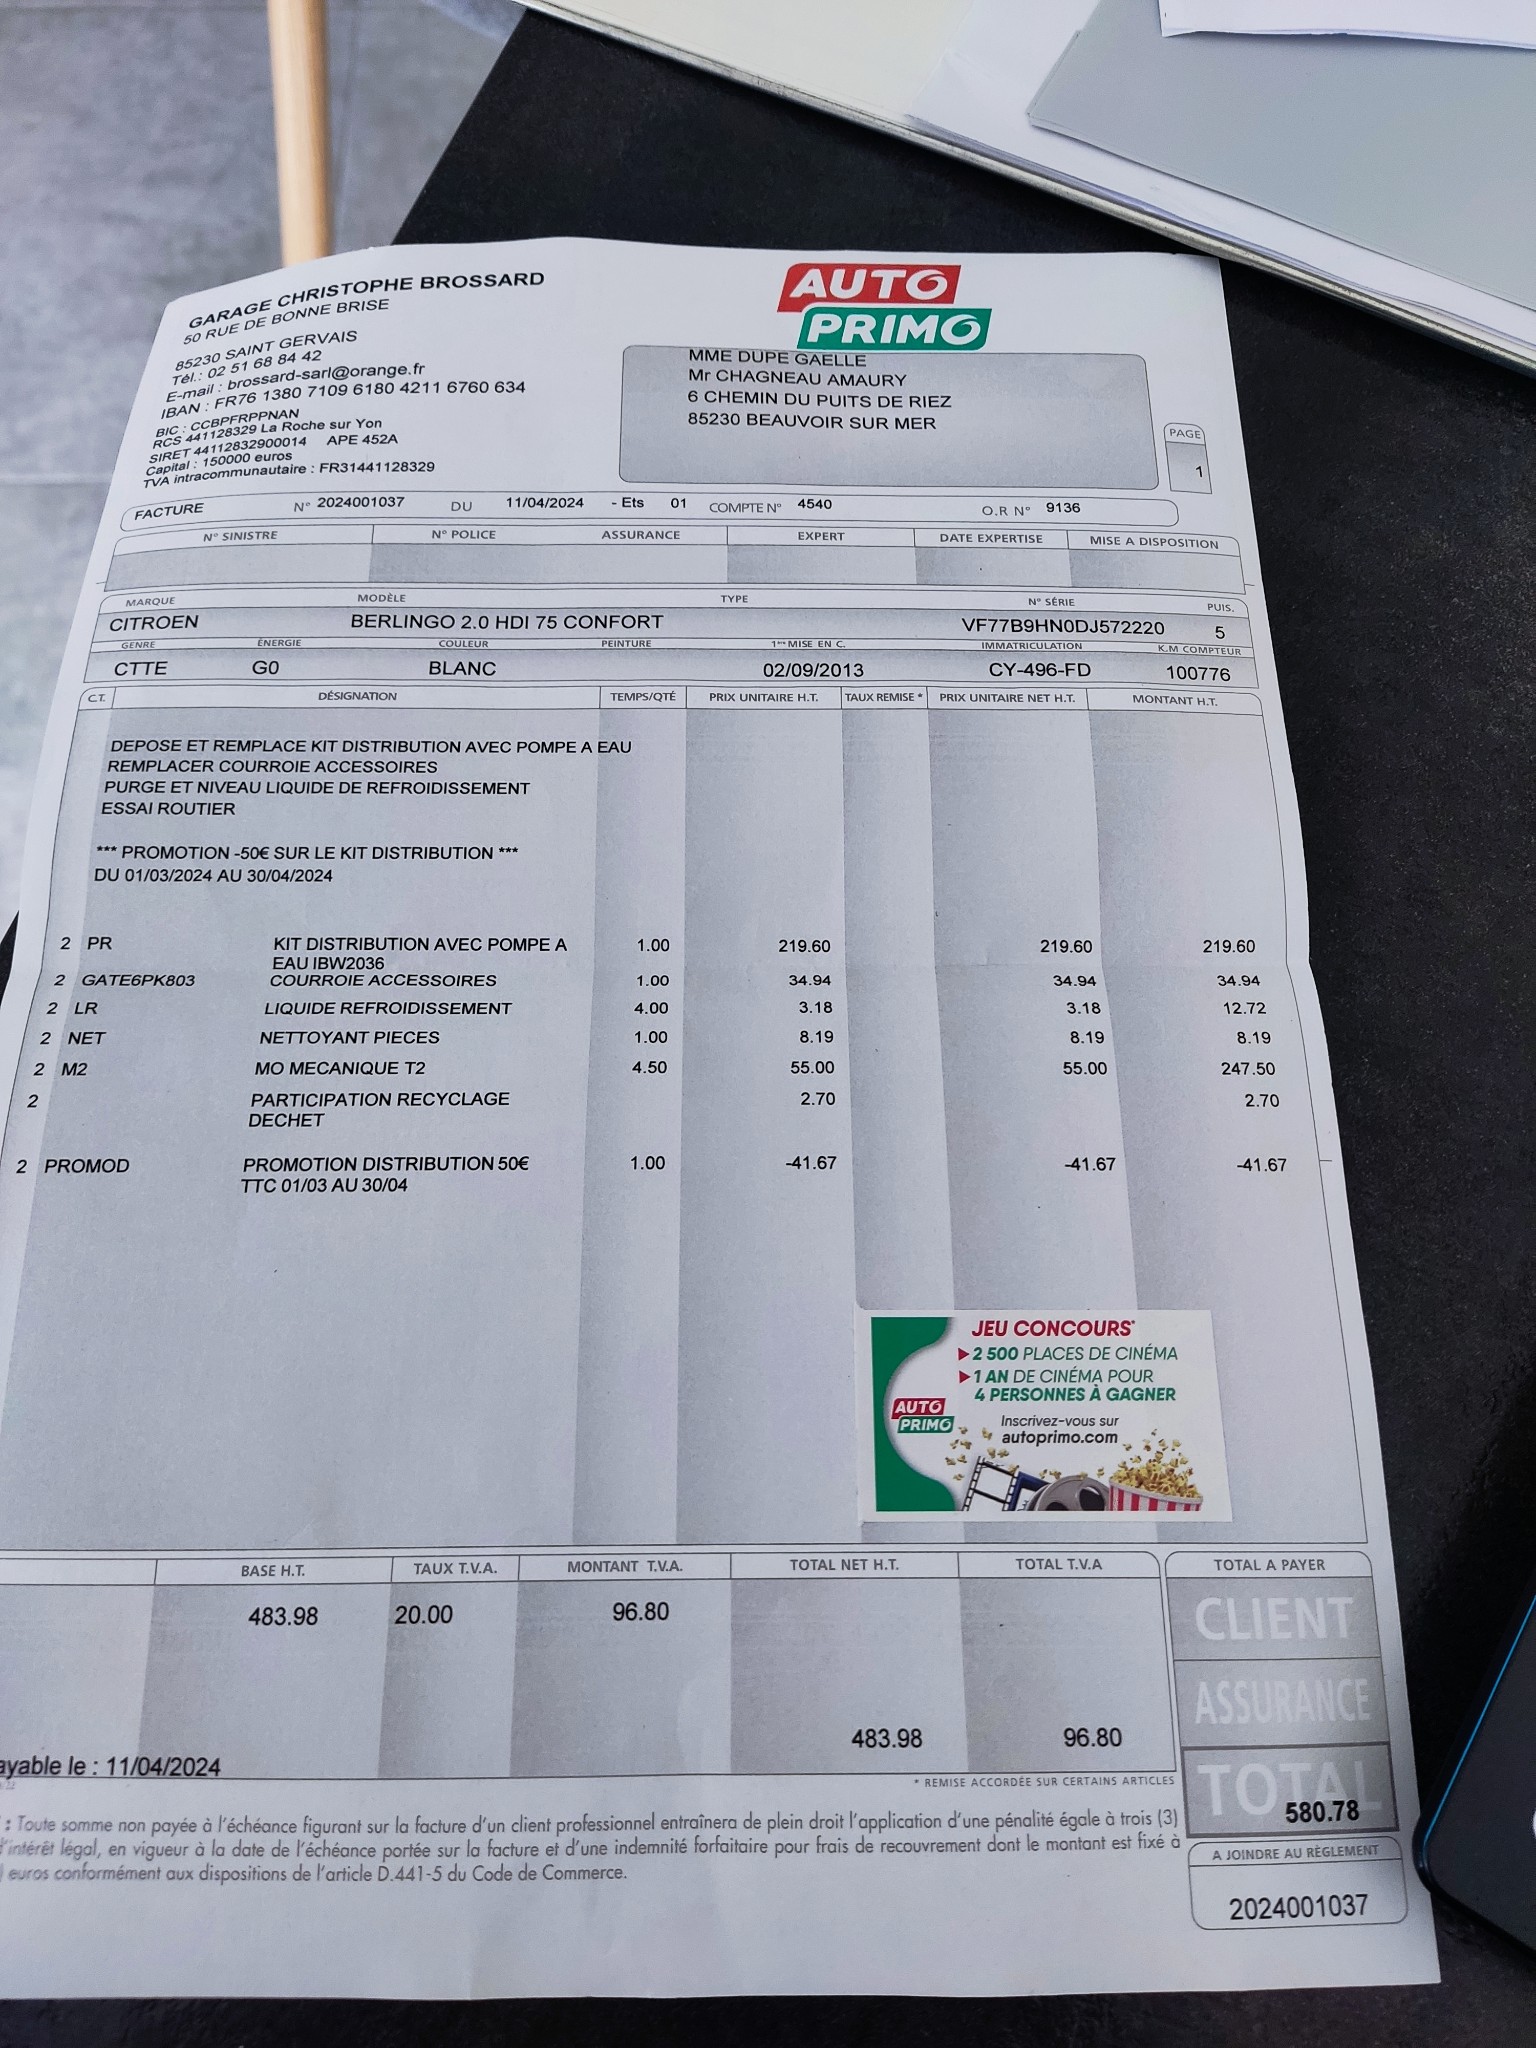 GARAGE CHRISTOPHE BROSSARD
50 RUE DE BONNE BRISE
85230 SAINT GERVAIS
Tél.: 02 51 68 84 42
E-mail : brossard-sarl@orange.fr
IBAN : FR76 1380 7109 6180 4211 6760 634
BIC : CCBPFRPPNAN
RCS 441128329 La Roche sur Yon
SIRET 44112832900014 APE 452A
Capital : 150000 euros
TVA intracommunautaire : FR31441128329
AUTO
PRIMO
MME DUPE GAELLE
Mr CHAGNEAU AMAURY
6 CHEMIN DU PUITS DE RIEZ
85230 BEAUVOIR SUR MER
PAGE
1
FACTURE N° 2024001037 DU 11/04/2024 - Ets 01 COMPTE N° 4540 O.R N° 9136
N° SINISTRE N° POLICE ASSURANCE EXPERT DATE EXPERTISE MISE A DISPOSITION
MARQUE MODÈLE TYPE N° SÉRIE PUIS.
CITROEN BERLINGO 2.0 HDI 75 CONFORT VF77B9HN0DJ572220 5
GENRE ÉNERGIE COULEUR PEINTURE 1ère MISE EN C. IMMATRICULATION K.M COMPTEUR
CTTE G0 BLANC 02/09/2013 CY-496-FD 100776
C.T. DÉSIGNATION TEMPS/QTÉ PRIX UNITAIRE H.T. TAUX REMISE * PRIX UNITAIRE NET H.T. MONTANT H.T.
DEPOSE ET REMPLACE KIT DISTRIBUTION AVEC POMPE A EAU
REMPLACER COURROIE ACCESSOIRES
PURGE ET NIVEAU LIQUIDE DE REFROIDISSEMENT
ESSAI ROUTIER
*** PROMOTION -50€ SUR LE KIT DISTRIBUTION ***
DU 01/03/2024 AU 30/04/2024
2 PR KIT DISTRIBUTION AVEC POMPE A 1.00 219.60 219.60 219.60
EAU IBW2036
2 GATE6PK803 COURROIE ACCESSOIRES 1.00 34.94 34.94 34.94
2 LR LIQUIDE REFROIDISSEMENT 4.00 3.18 3.18 12.72
2 NET NETTOYANT PIECES 1.00 8.19 8.19 8.19
2 M2 MO MECANIQUE T2 4.50 55.00 55.00 247.50
2 PARTICIPATION RECYCLAGE 2.70 2.70
DECHET
2 PROMOD PROMOTION DISTRIBUTION 50€ 1.00 -41.67 -41.67 -41.67
TTC 01/03 AU 30/04
JEU CONCOURS*
2 500 PLACES DE CINÉMA
1 AN DE CINÉMA POUR
4 PERSONNES À GAGNER
AUTO
PRIMO
Inscrivez-vous sur
autoprimo.com
BASE H.T. TAUX T.V.A. MONTANT T.V.A. TOTAL NET H.T. TOTAL T.V.A TOTAL A PAYER
483.98 20.00 96.80 CLIENT
ASSURANCE
483.98 96.80
ayable le : 11/04/2024
* REMISE ACCORDÉE SUR CERTAINS ARTICLES
TOTAL
580.78
: Toute somme non payée à l'échéance figurant sur la facture d'un client professionnel entraînera de plein droit l'application d'une pénalité égale à trois (3)
d'intérêt légal, en vigueur à la date de l'échéance portée sur la facture et d'une indemnité forfaitaire pour frais de recouvrement dont le montant est fixé à
) euros conformément aux dispositions de l'article D.441-5 du Code de Commerce.
A JOINDRE AU RÈGLEMENT
2024001037